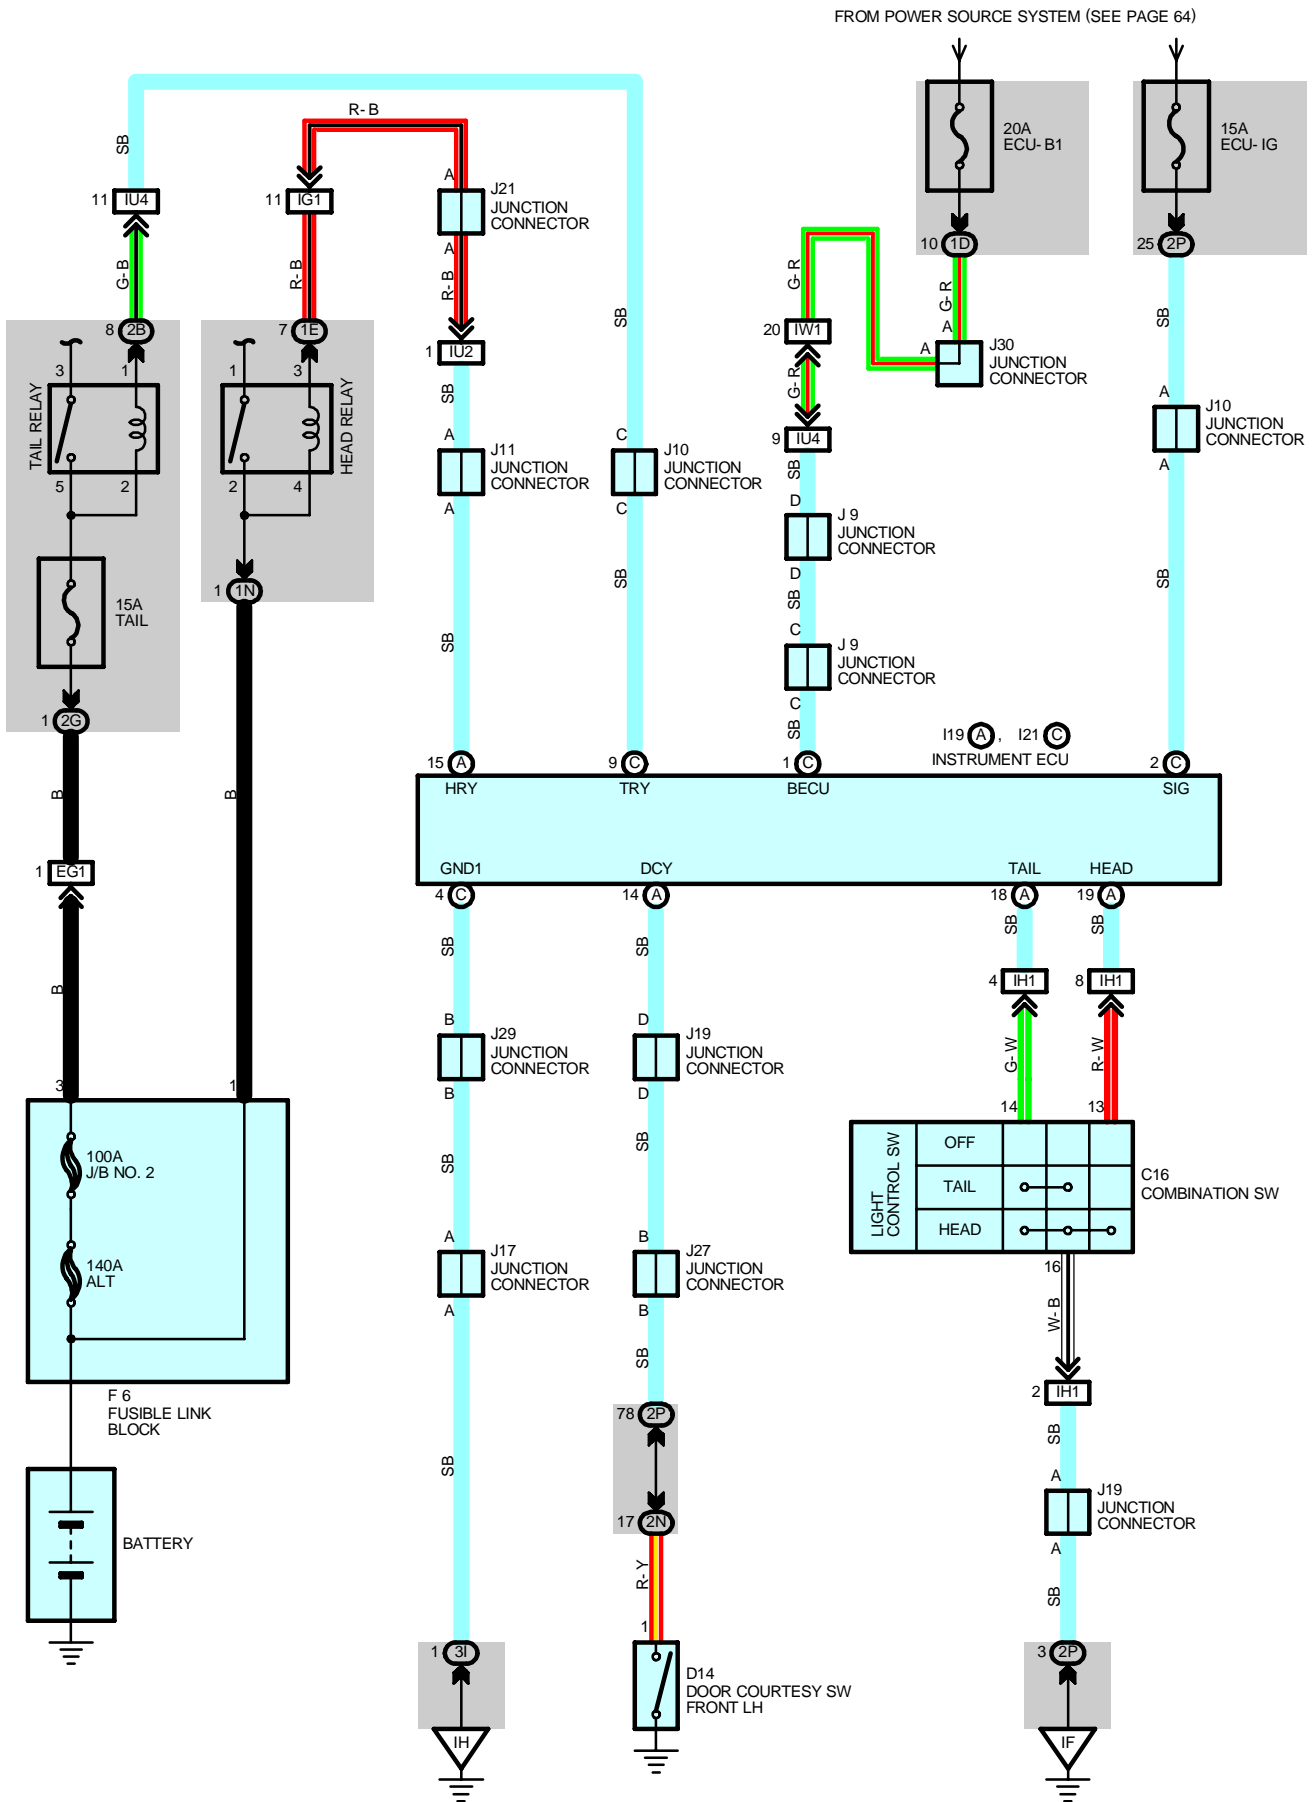 FROM POWER SOURCE SYSTEM (SEE PAGE 64)
20A
ECU- B1
15A
ECU- IG
R- B
SB
A
J21
JUNCTION
CONNECTOR
A
11 IU4
11 IG1
10 1D
25 2P
G- B
R- B
R- B
SB
G- R
G- R
SB
8 2B
7 1E
1 IU2
20 IW1
A
A
J30
JUNCTION
CONNECTOR
TAIL RELAY
3
1
5
2
HEAD RELAY
1
3
2
4
SB
G- R
9 IU4
A
J10
JUNCTION
CONNECTOR
A
A
J11
JUNCTION
CONNECTOR
A
C
J10
JUNCTION
CONNECTOR
C
SB
D
J 9
JUNCTION
CONNECTOR
D
15A
TAIL
1 1N
SB
SB
SB
SB
C
J 9
JUNCTION
CONNECTOR
C
SB
1 2G
I19 A , I21 C
INSTRUMENT ECU
15 A
9 C
1 C
2 C
HRY
TRY
BECU
SIG
B
B
GND1
DCY
TAIL
HEAD
1 EG1
4 C
14 A
18 A
19 A
SB
SB
SB
SB
B
4 IH1
8 IH1
B
J29
JUNCTION
CONNECTOR
B
D
J19
JUNCTION
CONNECTOR
D
G- W
R- W
3
1
14
13
100A
J/B NO. 2
SB
SB
LIGHT
CONTROL SW
OFF
TAIL
HEAD
C16
COMBINATION SW
140A
ALT
A
J17
JUNCTION
CONNECTOR
A
B
J27
JUNCTION
CONNECTOR
B
16
W- B
SB
F 6
FUSIBLE LINK
BLOCK
2 IH1
78 2P
SB
SB
A
J19
JUNCTION
CONNECTOR
A
17 2N
BATTERY
R- Y
SB
1
1 3I
3 2P
D14
DOOR COURTESY SW
FRONT LH
IH
IF